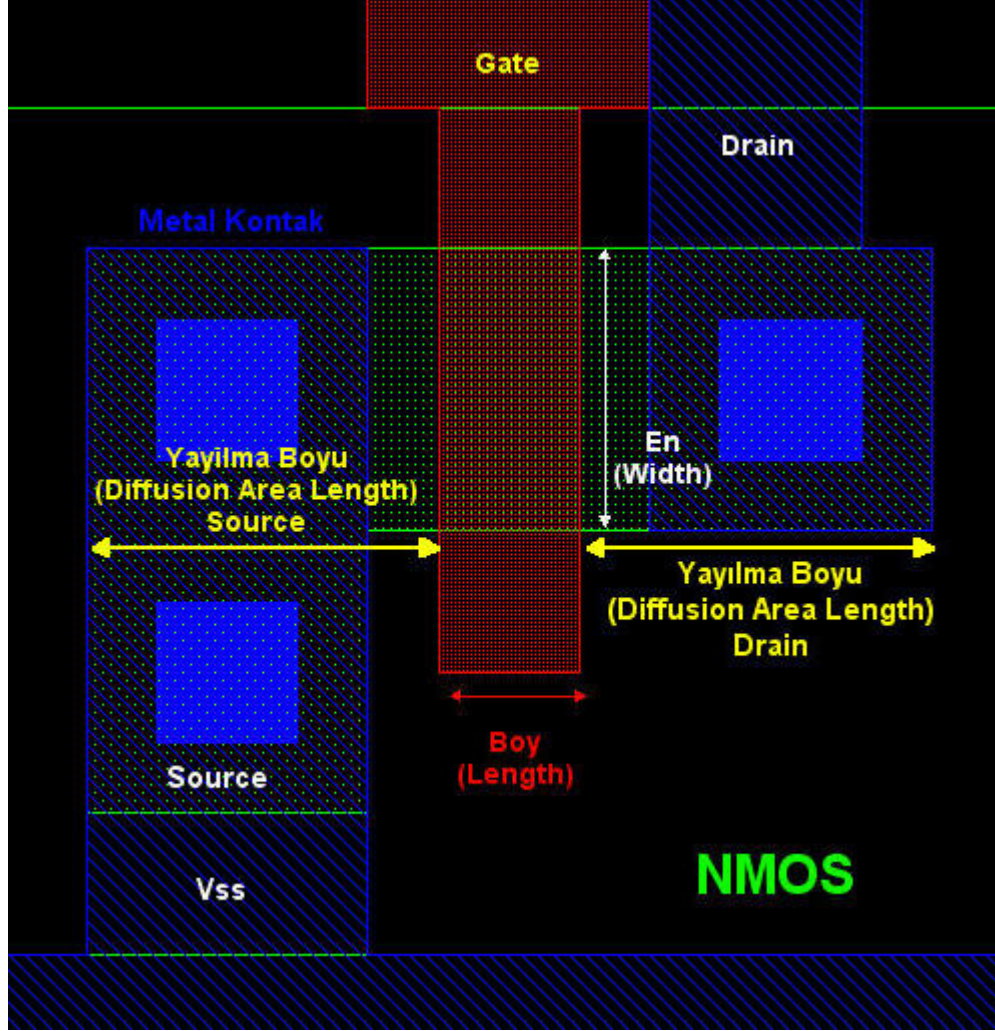 Gate
Drain
Metal Kontak
En
(Width)
Yayilma Boyu
(Diffusion Area Length)
Source
Yayılma Boyu
(Diffusion Area Length)
Drain
Boy
(Length)
Source
NMOS
Vss